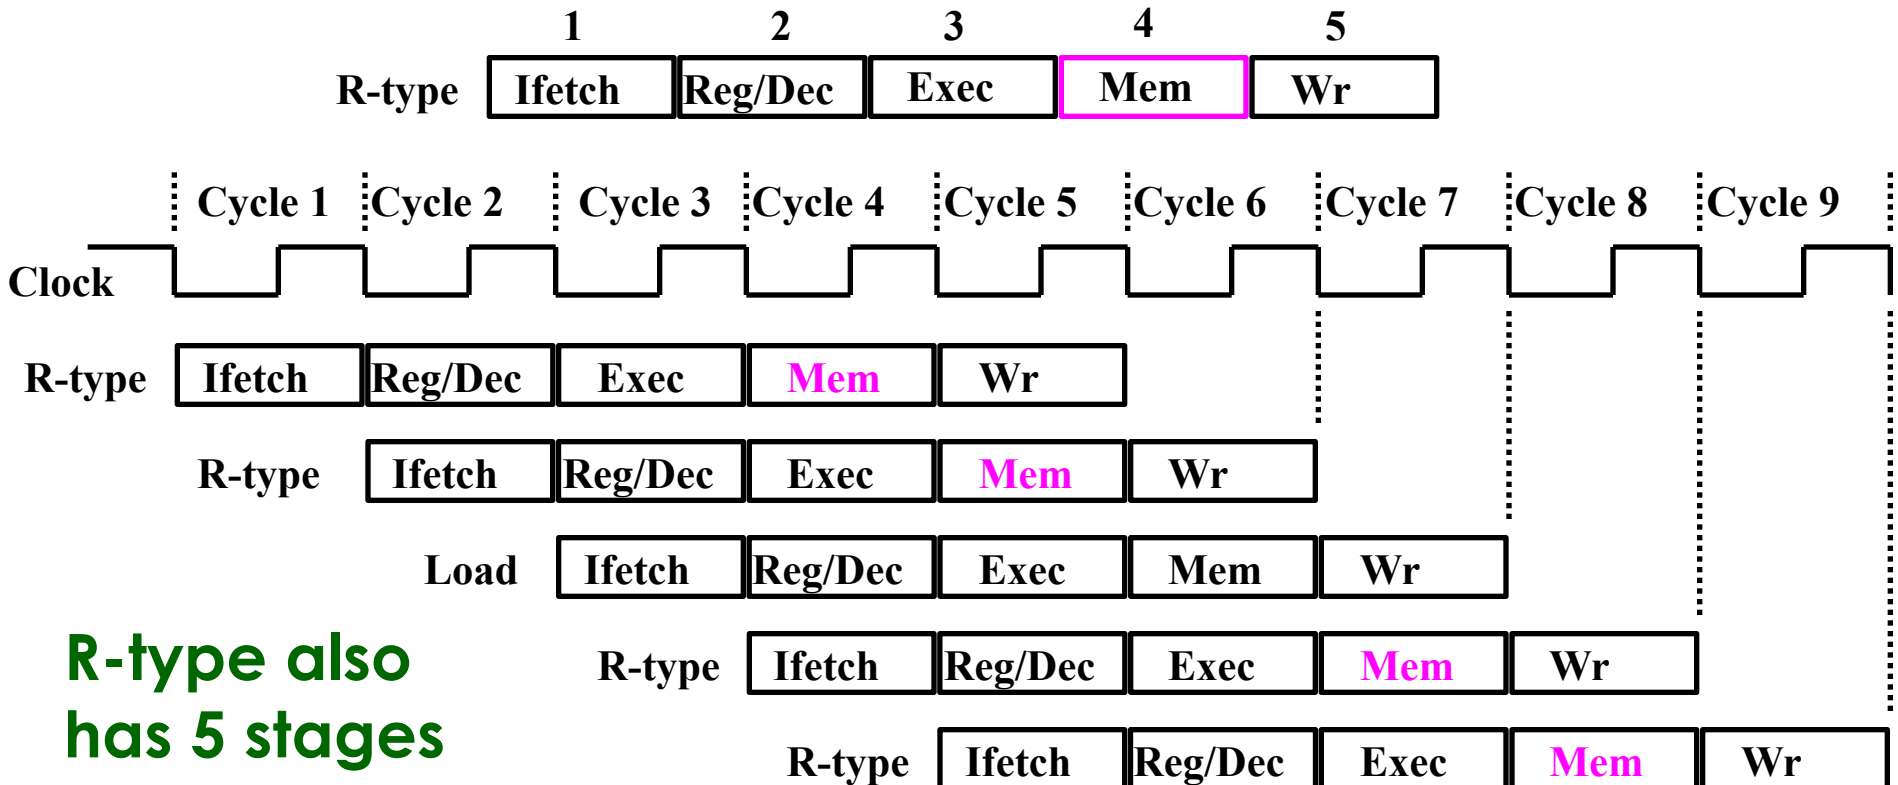 1 2 3 4 5
R-type Ifetch Reg/Dec Exec Mem Wr
Cycle 1 Cycle 2 Cycle 3 Cycle 4 Cycle 5 Cycle 6 Cycle 7 Cycle 8 Cycle 9
Clock
R-type Ifetch Reg/Dec Exec Mem Wr
R-type Ifetch Reg/Dec Exec Mem Wr
Load Ifetch Reg/Dec Exec Mem Wr
R-type Ifetch Reg/Dec Exec Mem Wr
R-type Ifetch Reg/Dec Exec Mem Wr
R-type also
has 5 stages